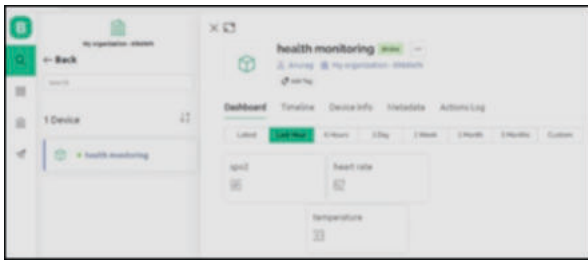 B
My organization -
← Back
1 Device
health monitoring
health monitoring
Anurag My organization -
Add Tag
Dashboard Timeline Device Info Metadata Actions Log
Latest Last Hour 6 Hours 1 Day 1 Week 1 Month 3 Months Custom
spo2 heart rate
temperature